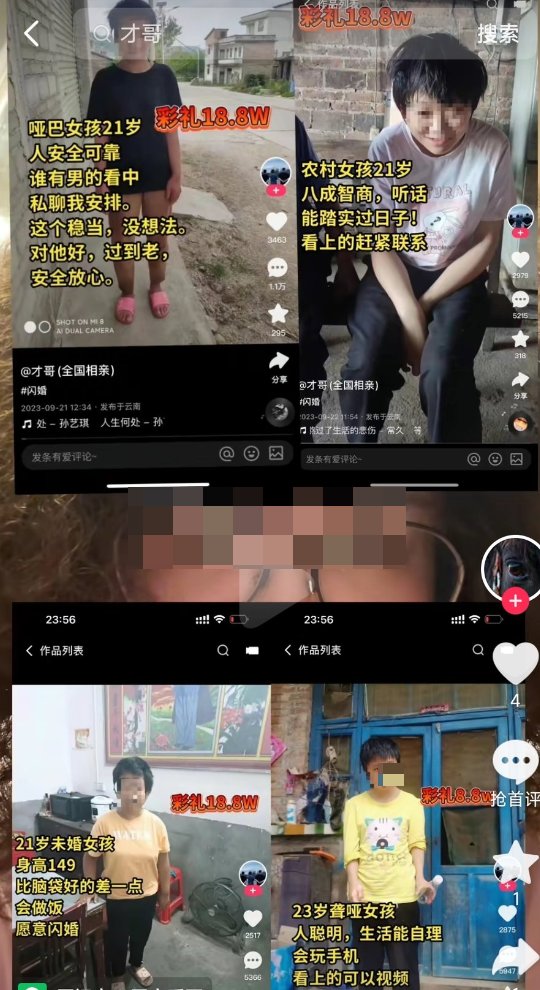 才哥
搜索
彩礼18.8W
哑巴女孩21岁
人安全可靠
谁有男的看中
私聊我安排。
这个稳当，没想法。
对他好，过到老，
安全放心。
3463
1.1万
295
分享
SHOT ON MI 8
AI DUAL CAMERA
@才哥(全国相亲)
#闪婚
2023-09-21 12:34 · 发布于云南
处 – 孙艺琪 人生何处 – 孙
发条有爱评论~
作品列表
彩礼18.8w
农村女孩21岁
八成智商，听话
能踏实过日子！
看上的赶紧联系
2979
5215
318
分享
@才哥(全国相亲)
#闪婚
2023-09-22 11:54 · 发布于云南
过了生活的悲伤 – 常久
发条有爱评论~
23:56
作品列表
彩礼18.8W
21岁未婚女孩
身高149
比脑袋好的差一点
会做饭
愿意闪婚
2517
5366
23:56
作品列表
彩礼8.8w
23岁聋哑女孩
人聪明，生活能自理
会玩手机
看上的可以视频
2875
5947
4
抢首评
1